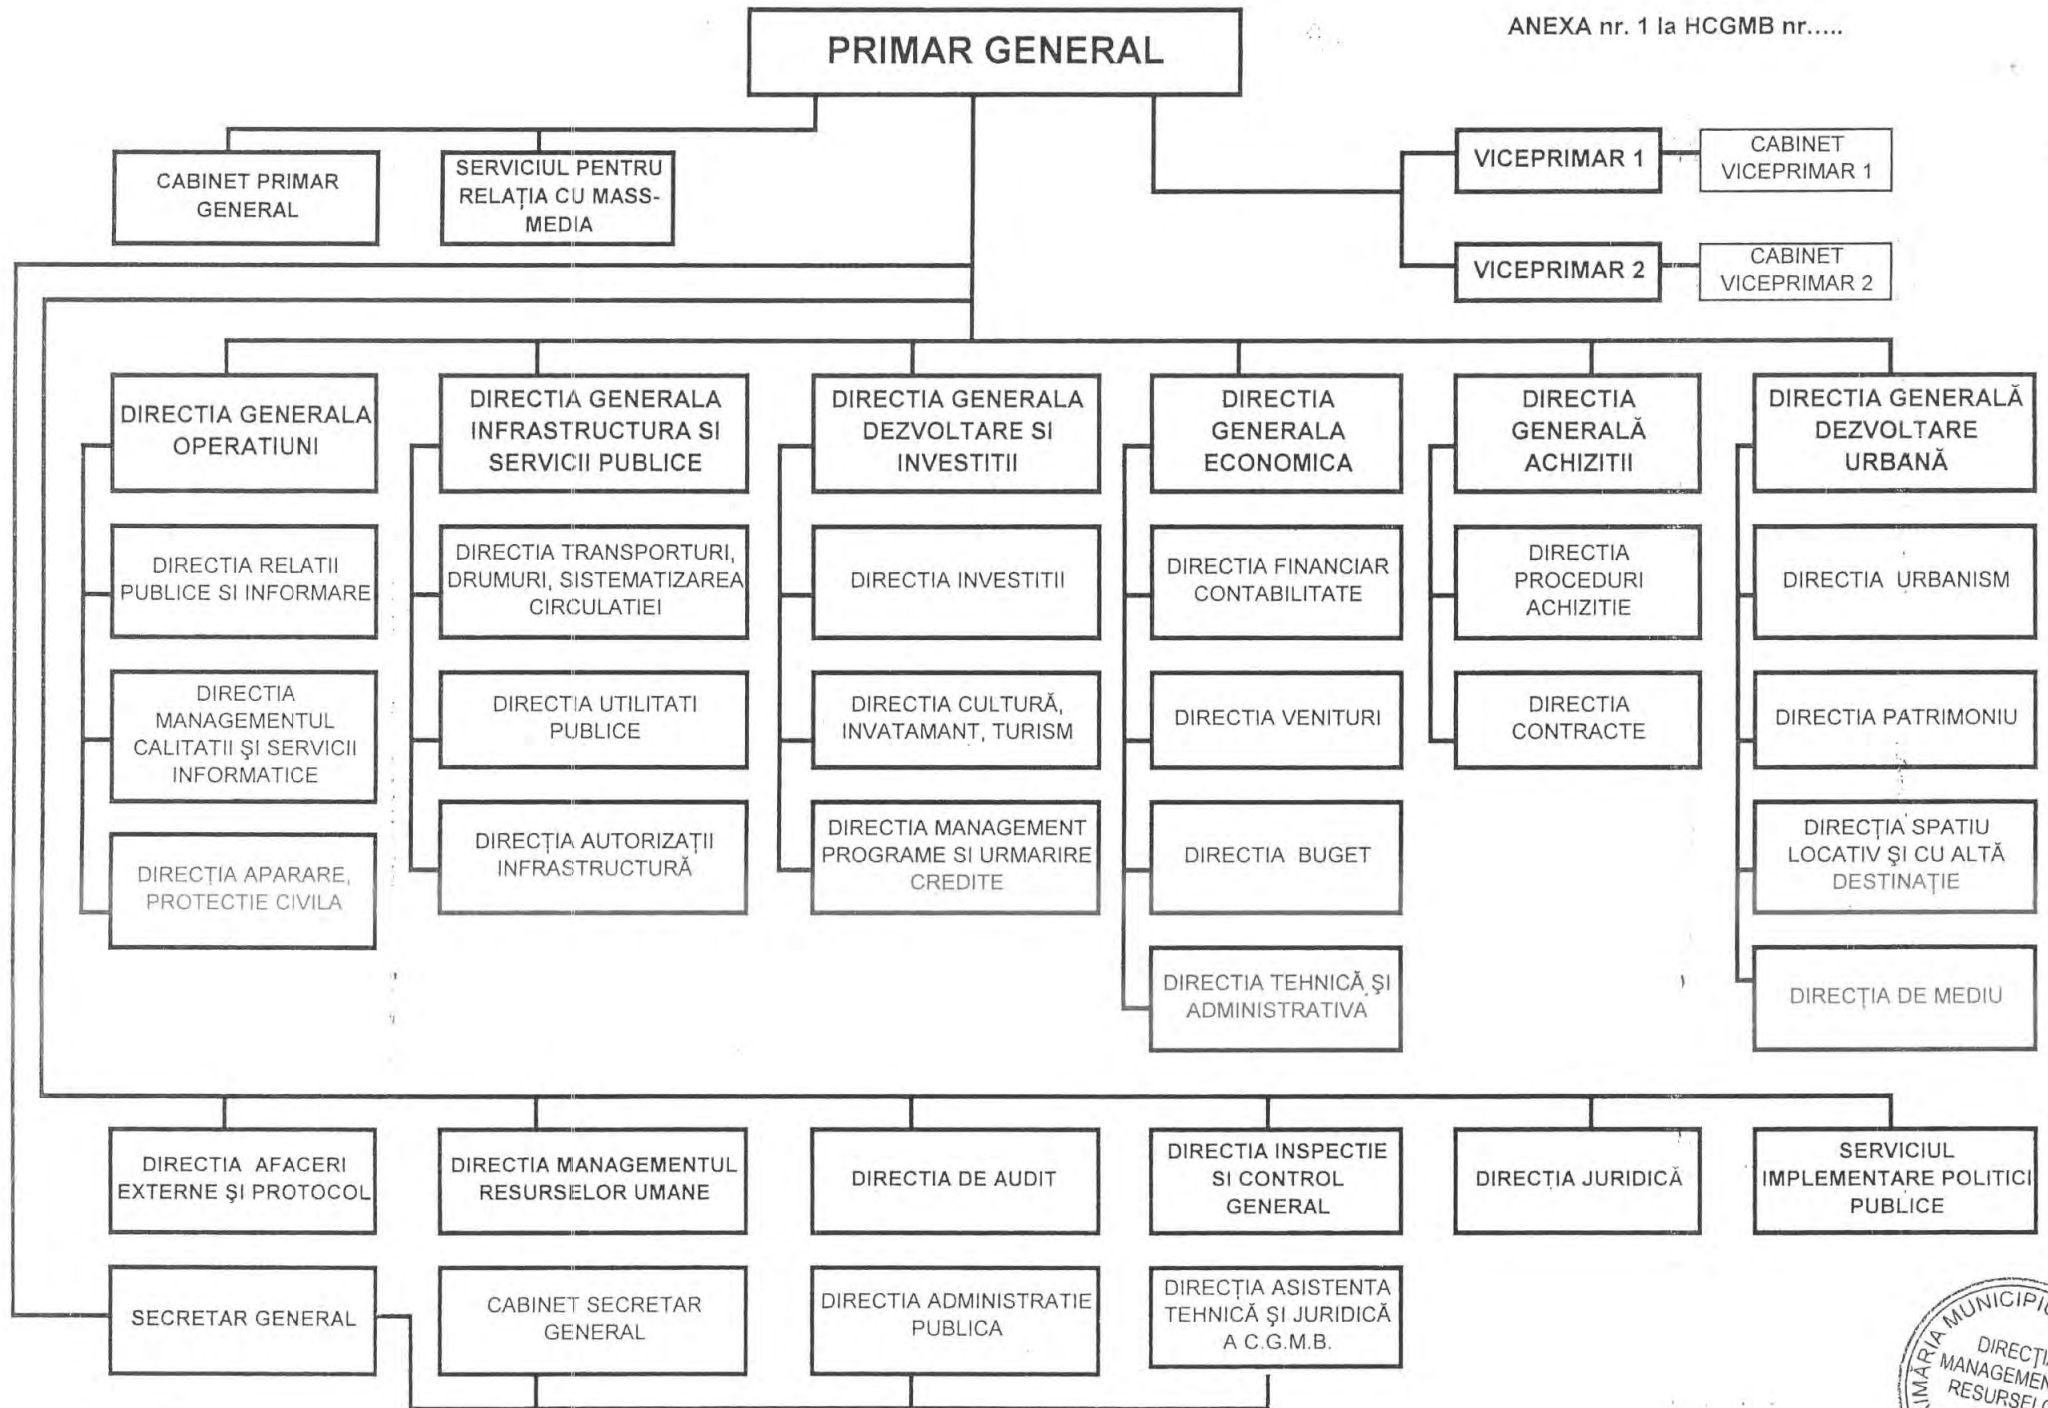 ANEXA nr. 1 la HCGMB nr.....
PRIMAR GENERAL
CABINET PRIMAR
GENERAL
SERVICIUL PENTRU
RELAȚIA CU MASS-
MEDIA
VICEPRIMAR 1
CABINET
VICEPRIMAR 1
VICEPRIMAR 2
CABINET
VICEPRIMAR 2
DIRECTIA GENERALA
OPERATIUNI
DIRECTIA RELATII
PUBLICE SI INFORMARE
DIRECTIA
MANAGEMENTUL
CALITATII ŞI SERVICII
INFORMATICE
DIRECȚIA APARARE,
PROTECTIE CIVILA
DIRECTIA GENERALA
INFRASTRUCTURA SI
SERVICII PUBLICE
DIRECTIA TRANSPORTURI,
DRUMURI, SISTEMATIZAREA
CIRCULATIEI
DIRECTIA UTILITATI
PUBLICE
DIRECȚIA AUTORIZAȚII
INFRASTRUCTURĂ
DIRECTIA GENERALA
DEZVOLTARE SI
INVESTITII
DIRECTIA INVESTITII
DIRECTIA CULTURĂ,
INVATAMANT, TURISM
DIRECTIA MANAGEMENT
PROGRAME SI URMARIRE
CREDITE
DIRECTIA
GENERALA
ECONOMICA
DIRECTIA FINANCIAR
CONTABILITATE
DIRECTIA VENITURI
DIRECTIA BUGET
DIRECTIA TEHNICĂ ŞI
ADMINISTRATIVA
DIRECTIA
GENERALĂ
ACHIZITII
DIRECTIA
PROCEDURI
ACHIZITIE
DIRECTIA
CONTRACTE
DIRECTIA GENERALĂ
DEZVOLTARE
URBANĂ
DIRECTIA URBANISM
DIRECTIA PATRIMONIU
DIRECȚIA SPATIU
LOCATIV ŞI CU ALTĂ
DESTINAȚIE
DIRECȚIA DE MEDIU
DIRECTIA AFACERI
EXTERNE ŞI PROTOCOL
DIRECTIA MANAGEMENTUL
RESURSELOR UMANE
DIRECTIA DE AUDIT
DIRECTIA INSPECTIE
SI CONTROL
GENERAL
DIRECȚIA JURIDICĂ
SERVICIUL
IMPLEMENTARE POLITICI
PUBLICE
SECRETAR GENERAL
CABINET SECRETAR
GENERAL
DIRECTIA ADMINISTRATIE
PUBLICA
DIRECȚIA ASISTENTA
TEHNICĂ ŞI JURIDICĂ
A C.G.M.B.